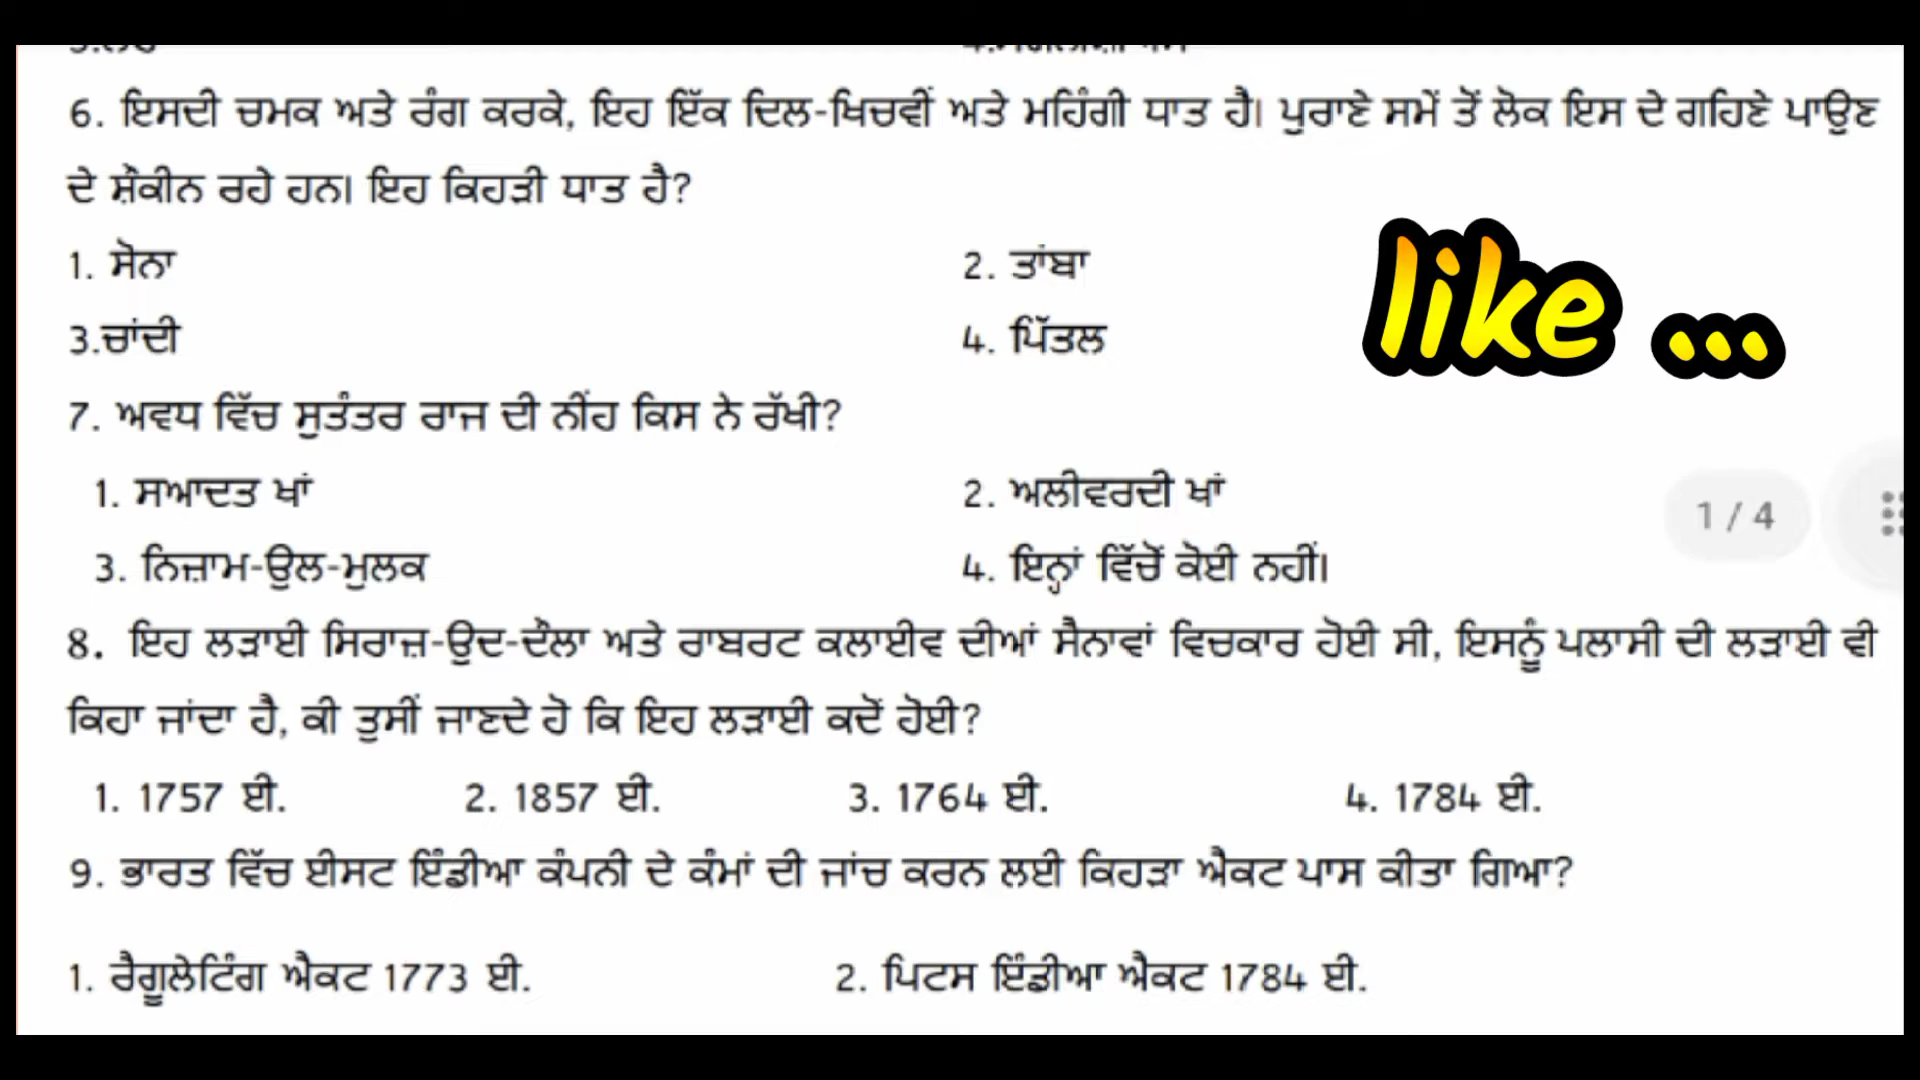 6. ਇਸਦੀ ਚਮਕ ਅਤੇ ਰੰਗ ਕਰਕੇ, ਇਹ ਇੱਕ ਦਿਲ-ਖਿਚਵੀਂ ਅਤੇ ਮਹਿੰਗੀ ਧਾਤ ਹੈ। ਪੁਰਾਣੇ ਸਮੇਂ ਤੋਂ ਲੋਕ ਇਸ ਦੇ ਗਹਿਣੇ ਪਾਉਣ
ਦੇ ਸ਼ੌਕੀਨ ਰਹੇ ਹਨ। ਇਹ ਕਿਹੜੀ ਧਾਤ ਹੈ?
1. ਸੋਨਾ 2. ਤਾਂਬਾ
3.ਚਾਂਦੀ 4. ਪਿੱਤਲ
like ...
7. ਅਵਧ ਵਿੱਚ ਸੁਤੰਤਰ ਰਾਜ ਦੀ ਨੀਂਹ ਕਿਸ ਨੇ ਰੱਖੀ?
1. ਸਆਦਤ ਖਾਂ 2. ਅਲੀਵਰਦੀ ਖਾਂ
1 / 4
3. ਨਿਜ਼ਾਮ-ਉਲ-ਮੁਲਕ 4. ਇਨ੍ਹਾਂ ਵਿੱਚੋਂ ਕੋਈ ਨਹੀਂ।
8. ਇਹ ਲੜਾਈ ਸਿਰਾਜ਼-ਉਦ-ਦੌਲਾ ਅਤੇ ਰਾਬਰਟ ਕਲਾਈਵ ਦੀਆਂ ਸੈਨਾਵਾਂ ਵਿਚਕਾਰ ਹੋਈ ਸੀ, ਇਸਨੂੰ ਪਲਾਸੀ ਦੀ ਲੜਾਈ ਵੀ
ਕਿਹਾ ਜਾਂਦਾ ਹੈ, ਕੀ ਤੁਸੀਂ ਜਾਣਦੇ ਹੋ ਕਿ ਇਹ ਲੜਾਈ ਕਦੋਂ ਹੋਈ?
1. 1757 ਈ. 2. 1857 ਈ. 3. 1764 ਈ. 4. 1784 ਈ.
9. ਭਾਰਤ ਵਿੱਚ ਈਸਟ ਇੰਡੀਆ ਕੰਪਨੀ ਦੇ ਕੰਮਾਂ ਦੀ ਜਾਂਚ ਕਰਨ ਲਈ ਕਿਹੜਾ ਐਕਟ ਪਾਸ ਕੀਤਾ ਗਿਆ?
1. ਰੈਗੂਲੇਟਿੰਗ ਐਕਟ 1773 ਈ. 2. ਪਿਟਸ ਇੰਡੀਆ ਐਕਟ 1784 ਈ.